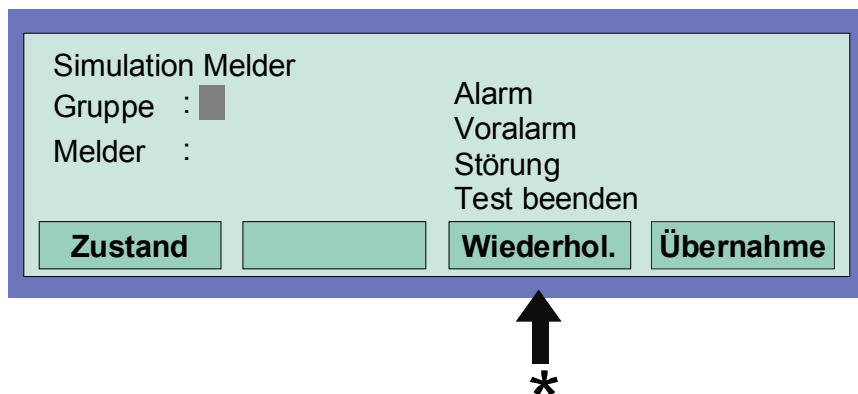 Simulation Melder
Gruppe :
Melder :
Alarm
Voralarm
Störung
Test beenden
Zustand
Wiederhol.
Übernahme
*